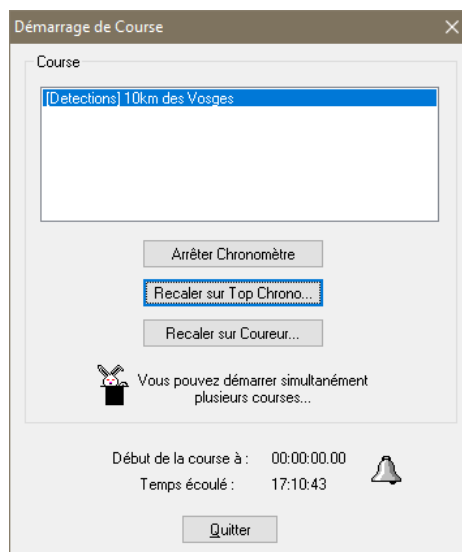 Démarrage de Course
Course
[Detections] 10km des Vosges
Arrêter Chronomètre
Recaler sur Top Chrono...
Recaler sur Coureur...
Vous pouvez démarrer simultanément
plusieurs courses...
Début de la course à : 00:00:00.00
Temps écoulé : 17:10:43
Quitter